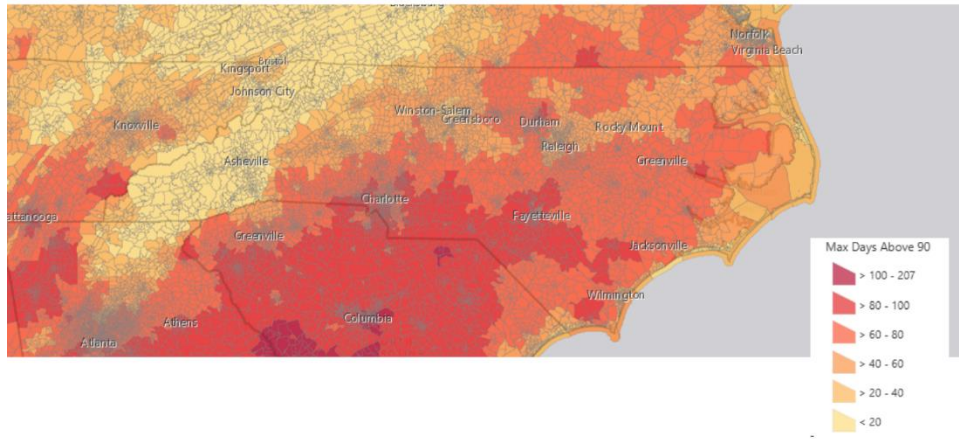 Norfolk
Virginia Beach
Bristol
Kingsport
Johnson City
Winston-Salem
Greensboro
Knoxville
Durham
Rocky Mount
Raleigh
Asheville
Greenville
Charlotte
attanooga
Fayetteville
Greenville
Jacksonville
Wilmington
Columbia
Athens
Atlanta
Max Days Above 90
> 100 - 207
> 80 - 100
> 60 - 80
> 40 - 60
> 20 - 40
< 20